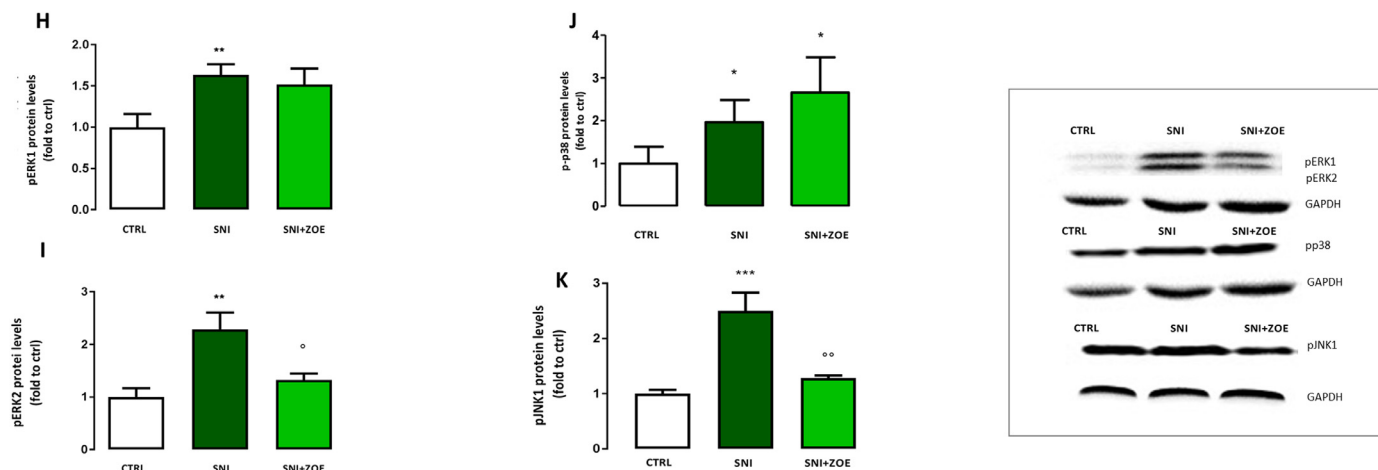 H
pERK1 protein levels
(fold to ctrl)
2.0
1.5
1.0
0.5
0.0
**
CTRL
SNI
SNI+ZOE
I
pERK2 protei levels
(fold to ctrl)
3
2
1
0
**
°
CTRL
SNI
SNI+ZOE
J
p-p38 protein levels
(fold to ctrl)
4
3
2
1
0
*
*
CTRL
SNI
SNI+ZOE
K
pJNK1 protein levels
(fold to ctrl)
3
2
1
0
***
°°
CTRL
SNI
SNI+ZOE
CTRL SNI SNI+ZOE
pERK1
pERK2
GAPDH
CTRL SNI SNI+ZOE
pp38
GAPDH
CTRL SNI SNI+ZOE
pJNK1
GAPDH